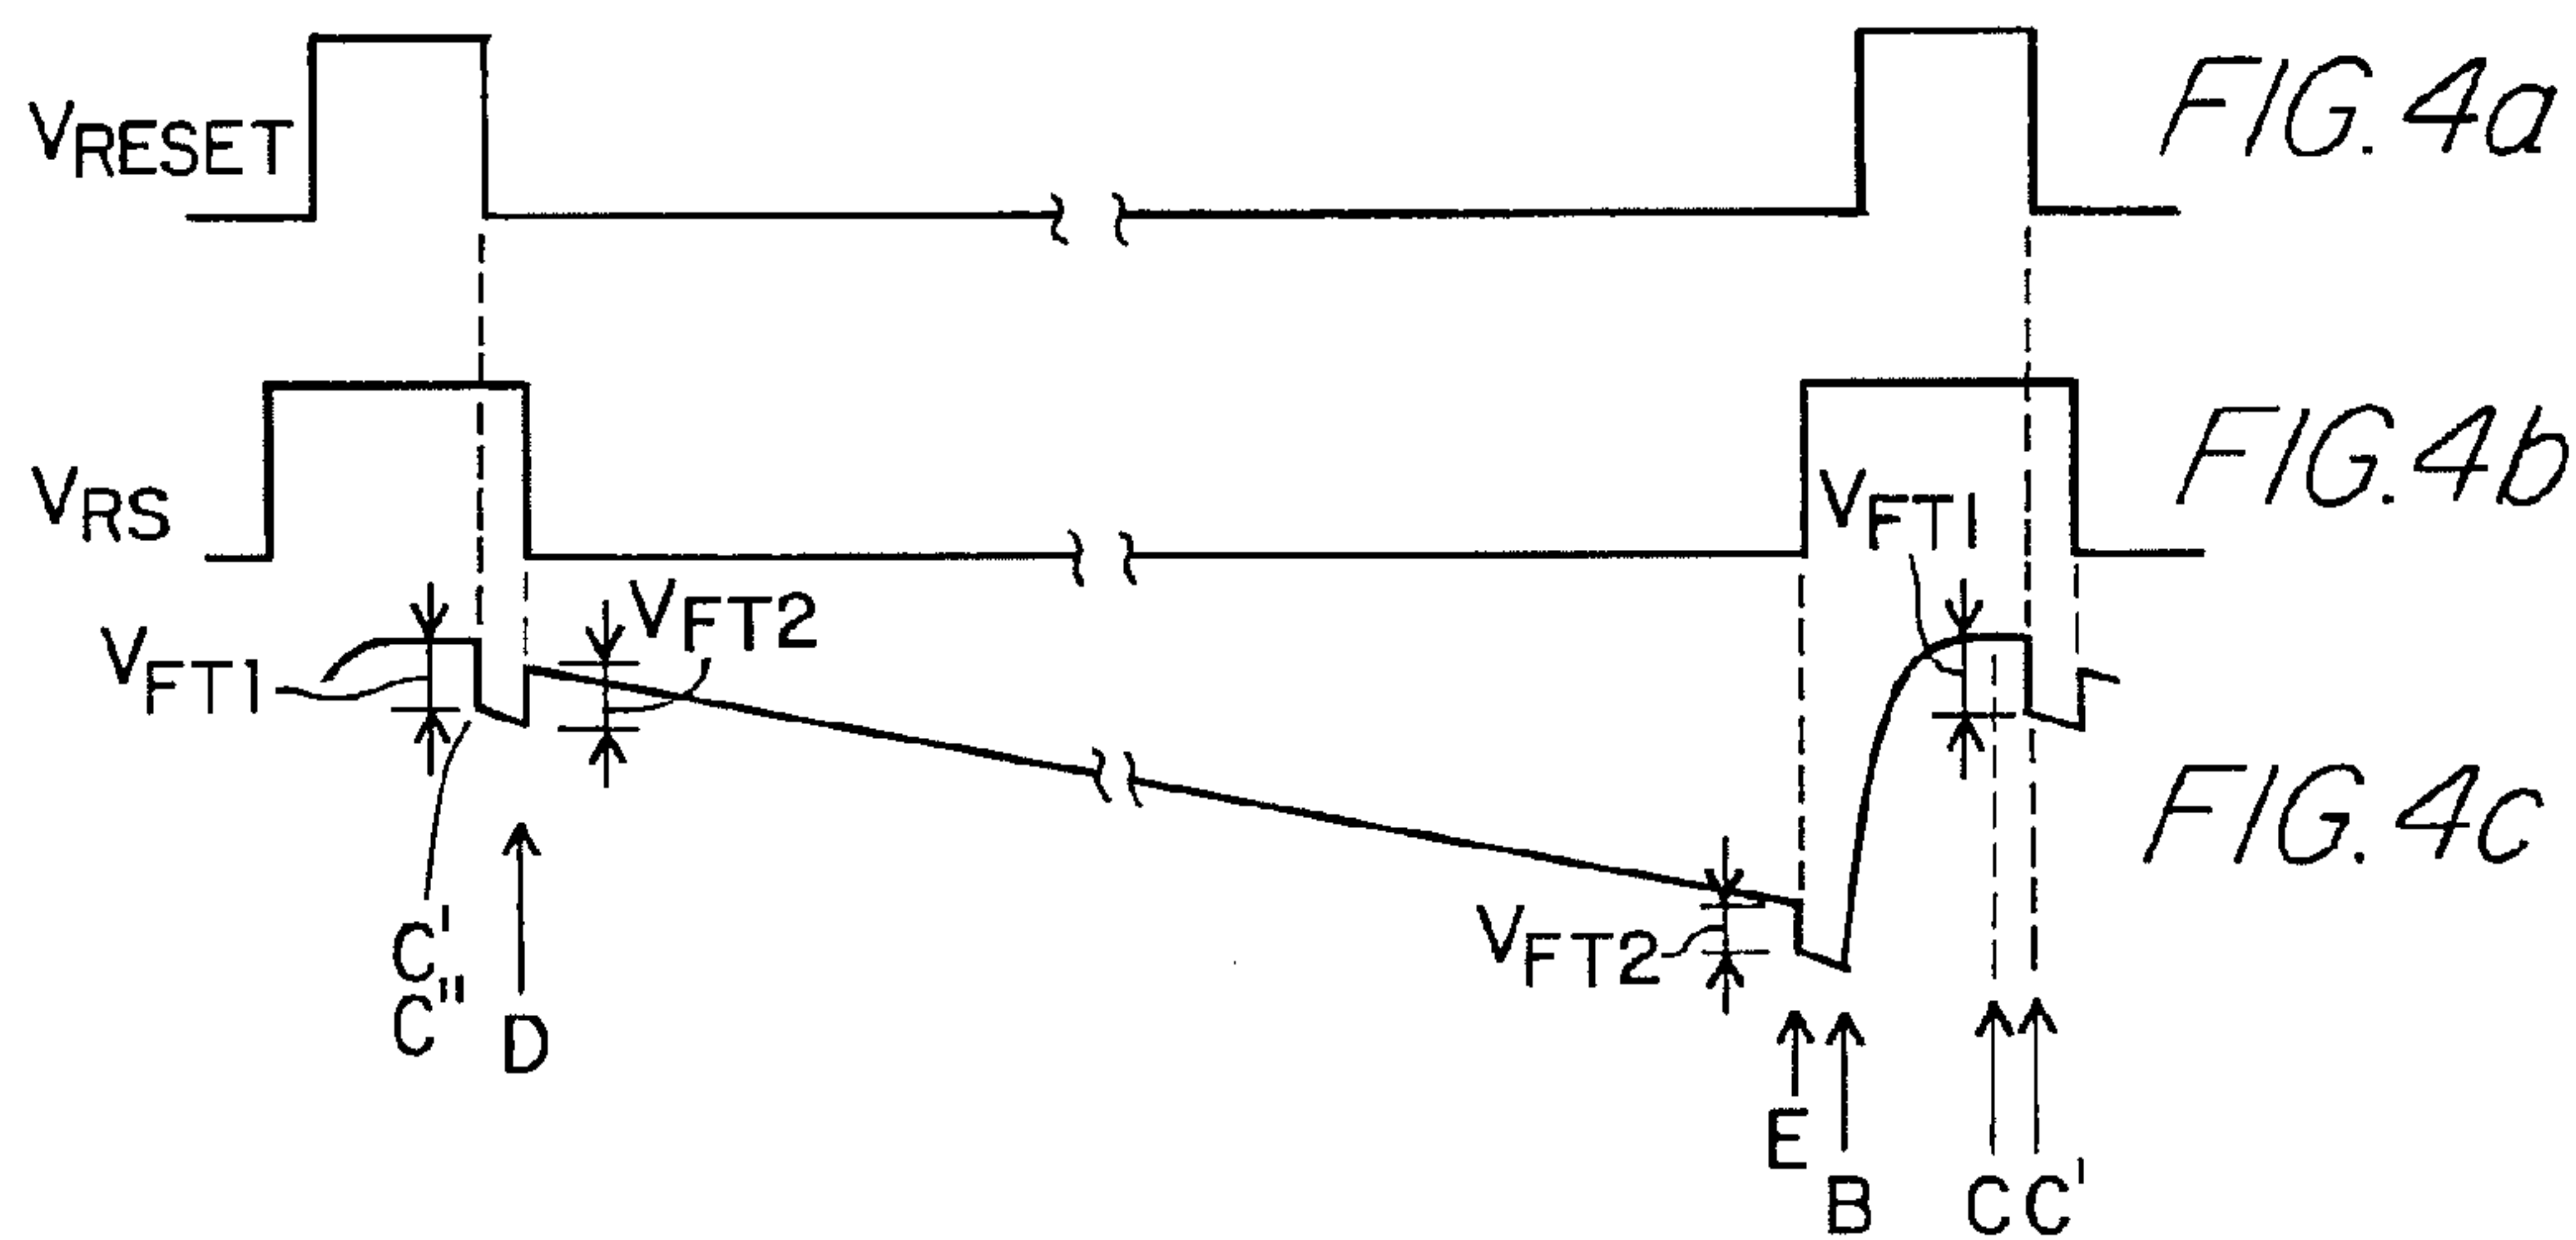 VRESET
FIG. 4a
VRS
VFT1
FIG. 4b
VFT1
VFT2
FIG. 4c
VFT2
C'
C"
D
E
B
C
C'